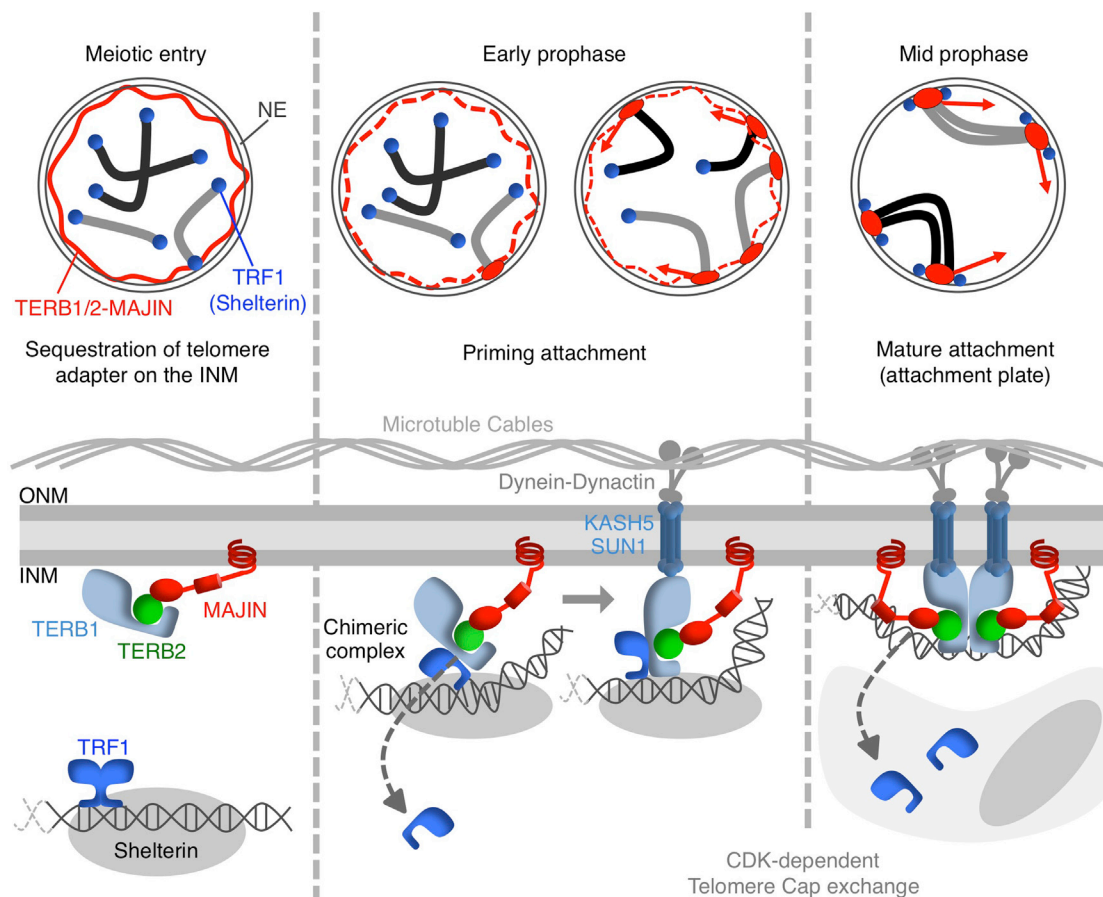 Meiotic entry
Early prophase
Mid prophase
NE
TRF1
(Shelterin)
TERB1/2-MAJIN
Sequestration of telomere
adapter on the INM
Priming attachment
Mature attachment
(attachment plate)
Microtuble Cables
Dynein-Dynactin
ONM
KASH5
SUN1
INM
MAJIN
TERB1
TERB2
Chimeric
complex
TRF1
Shelterin
CDK-dependent
Telomere Cap exchange